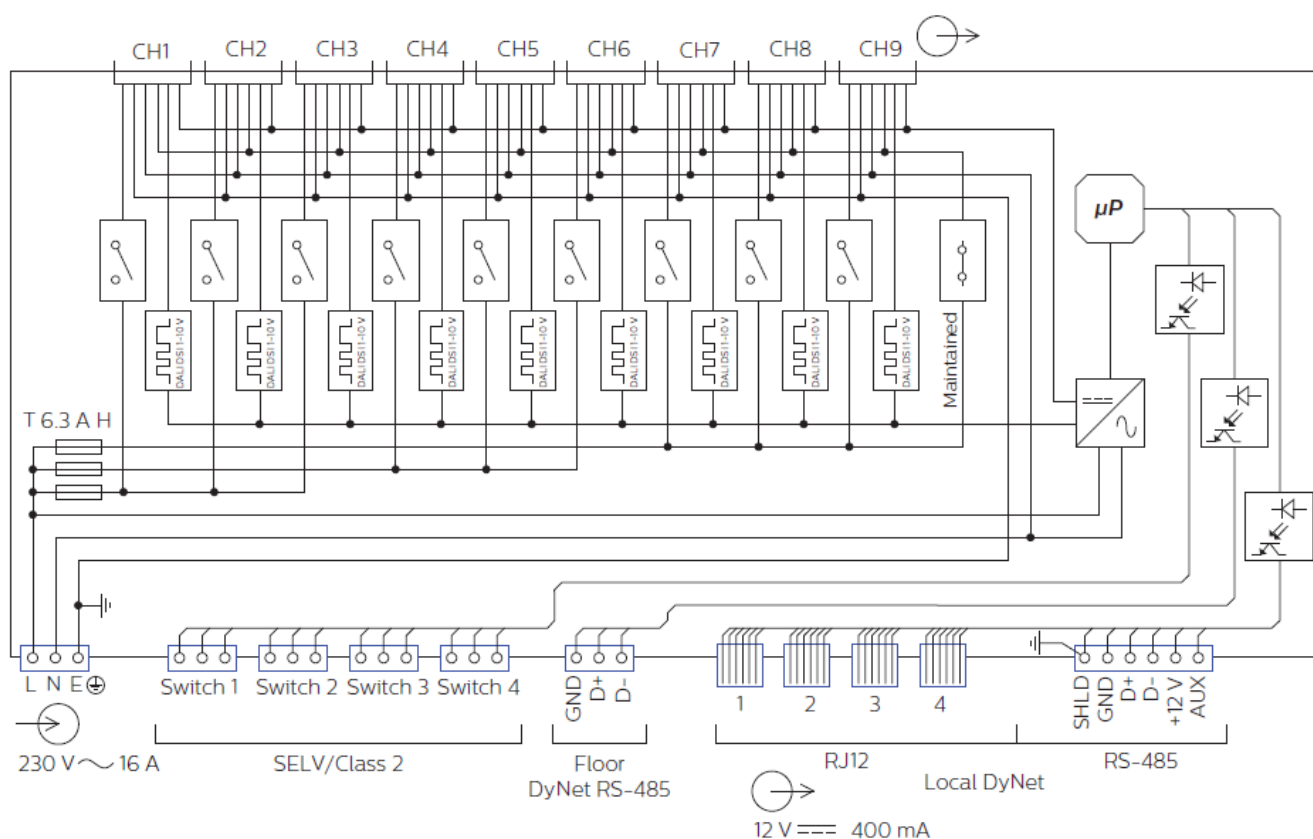 CH1 CH2 CH3 CH4 CH5 CH6 CH7 CH8 CH9
µP
DALI DSI 1-10 V
DALI DSI 1-10 V
DALI DSI 1-10 V
DALI DSI 1-10 V
DALI DSI 1-10 V
DALI DSI 1-10 V
DALI DSI 1-10 V
DALI DSI 1-10 V
DALI DSI 1-10 V
Maintained
T 6.3 A H
L N E
Switch 1 Switch 2 Switch 3 Switch 4
GND
D+
D-
1 2 3 4
SHLD
GND
D+
D-
+12 V
AUX
230 V 16 A
SELV/Class 2
Floor
DyNet RS-485
RJ12
Local DyNet
RS-485
12 V 400 mA